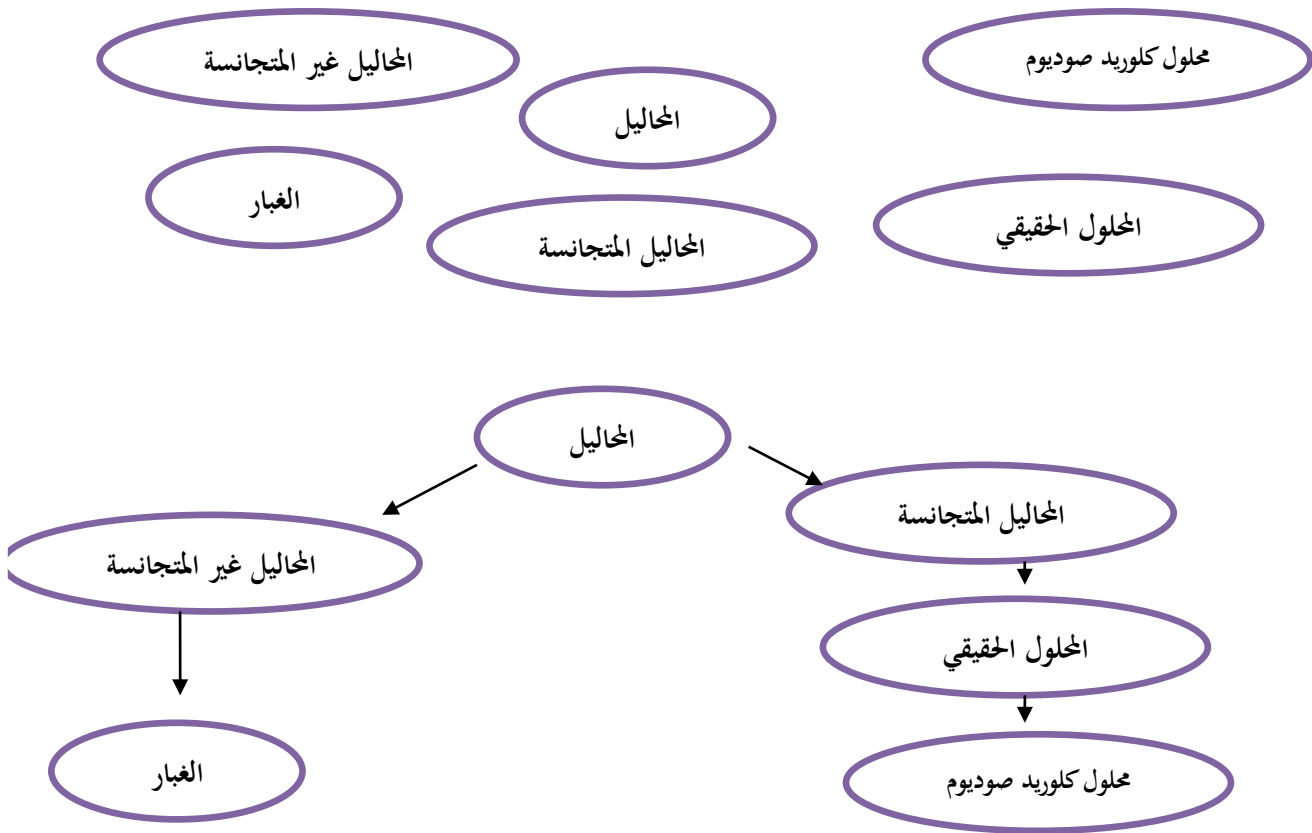 محلول كلوريد صوديوم
المحاليل غير المتجانسة
المحاليل
المحلول الحقيقي
الغبار
المحاليل المتجانسة
المحاليل
المحاليل المتجانسة
المحاليل غير المتجانسة
المحلول الحقيقي
الغبار
محلول كلوريد صوديوم